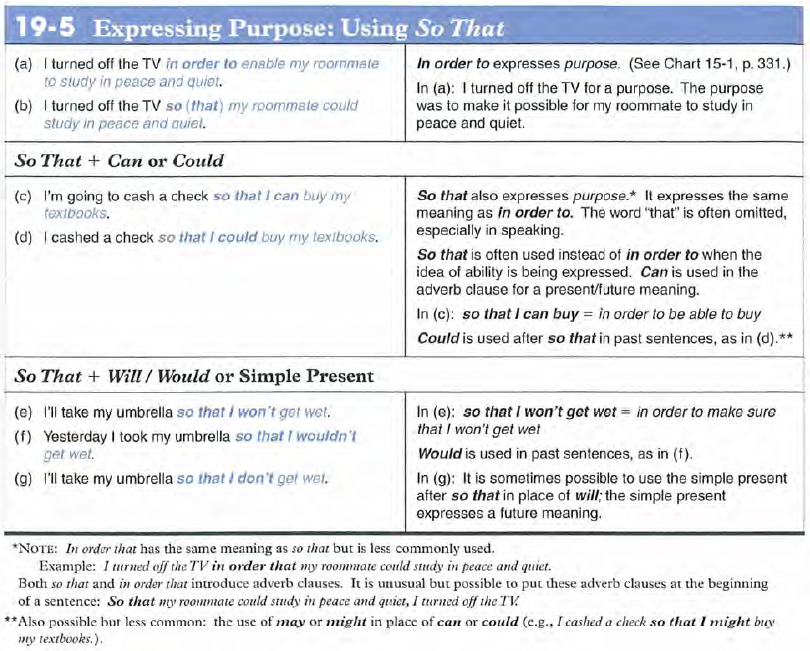 19-5 Expressing Purpose: Using So That
(a) I turned off the TV in order to enable my roommate
to study in peace and quiet.
(b) I turned off the TV so (that) my roommate could
study in peace and quiet.
In order to expresses purpose. (See Chart 15-1, p. 331.)
In (a): I turned off the TV for a purpose. The purpose
was to make it possible for my roommate to study in
peace and quiet.
So That + Can or Could
(c) I'm going to cash a check so that I can buy my
textbooks.
(d) I cashed a check so that I could buy my textbooks.
So that also expresses purpose.* It expresses the same
meaning as in order to. The word "that" is often omitted,
especially in speaking.
So that is often used instead of in order to when the
idea of ability is being expressed. Can is used in the
adverb clause for a present/future meaning.
In (c): so that I can buy = in order to be able to buy
Could is used after so that in past sentences, as in (d).**
So That + Will / Would or Simple Present
(e) I'll take my umbrella so that I won't get wet.
(f) Yesterday I took my umbrella so that I wouldn't
get wet.
(g) I'll take my umbrella so that I don't get wet.
In (e): so that I won't get wet = in order to make sure
that I won't get wet
Would is used in past sentences, as in (f).
In (g): It is sometimes possible to use the simple present
after so that in place of will; the simple present
expresses a future meaning.
*NOTE: In order that has the same meaning as so that but is less commonly used.
Example: I turned off the TV in order that my roommate could study in peace and quiet.
Both so that and in order that introduce adverb clauses. It is unusual but possible to put these adverb clauses at the beginning
of a sentence: So that my roommate could study in peace and quiet, I turned off the TV.
**Also possible but less common: the use of may or might in place of can or could (e.g., I cashed a check so that I might buy
my textbooks.).